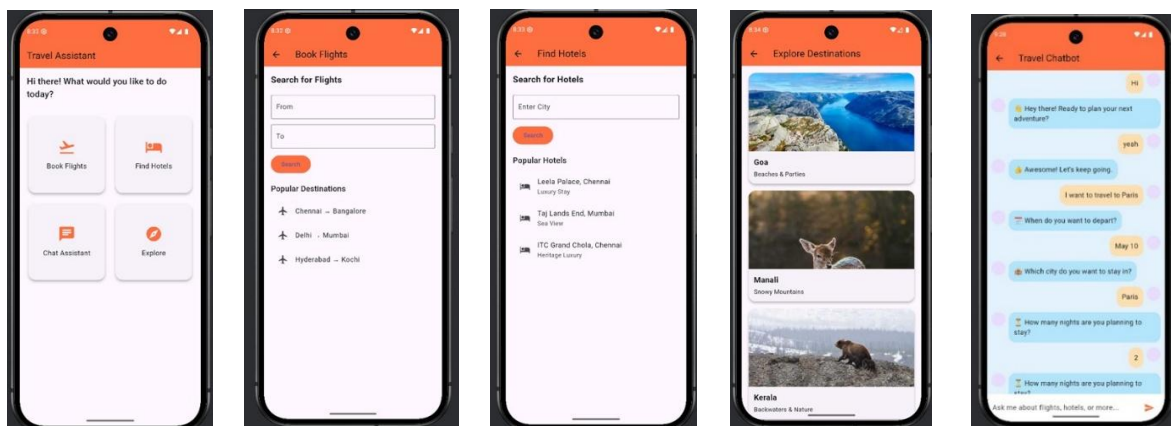 Travel Assistant
Hi there! What would you like to do
today?
Book Flights
Find Hotels
Chat Assistant
Explore
Book Flights
Search for Flights
From
To
Search
Popular Destinations
Chennai → Bangalore
Delhi → Mumbai
Hyderabad → Kochi
Find Hotels
Search for Hotels
Enter City
Search
Popular Hotels
Leela Palace, Chennai
Luxury Stay
Taj Lands End, Mumbai
Sea View
ITC Grand Chola, Chennai
Heritage Luxury
Explore Destinations
Goa
Beaches & Parties
Manali
Snowy Mountains
Kerala
Backwaters & Nature
Travel Chatbot
Hi
👋 Hey there! Ready to plan your next
adventure?
yeah
👍 Awesome! Let's keep going.
I want to travel to Paris
📅 When do you want to depart?
May 10
🏨 Which city do you want to stay in?
Paris
⏳ How many nights are you planning to
stay?
2
⏳ How many nights are you planning to
stay?
Ask me about flights, hotels, or more...